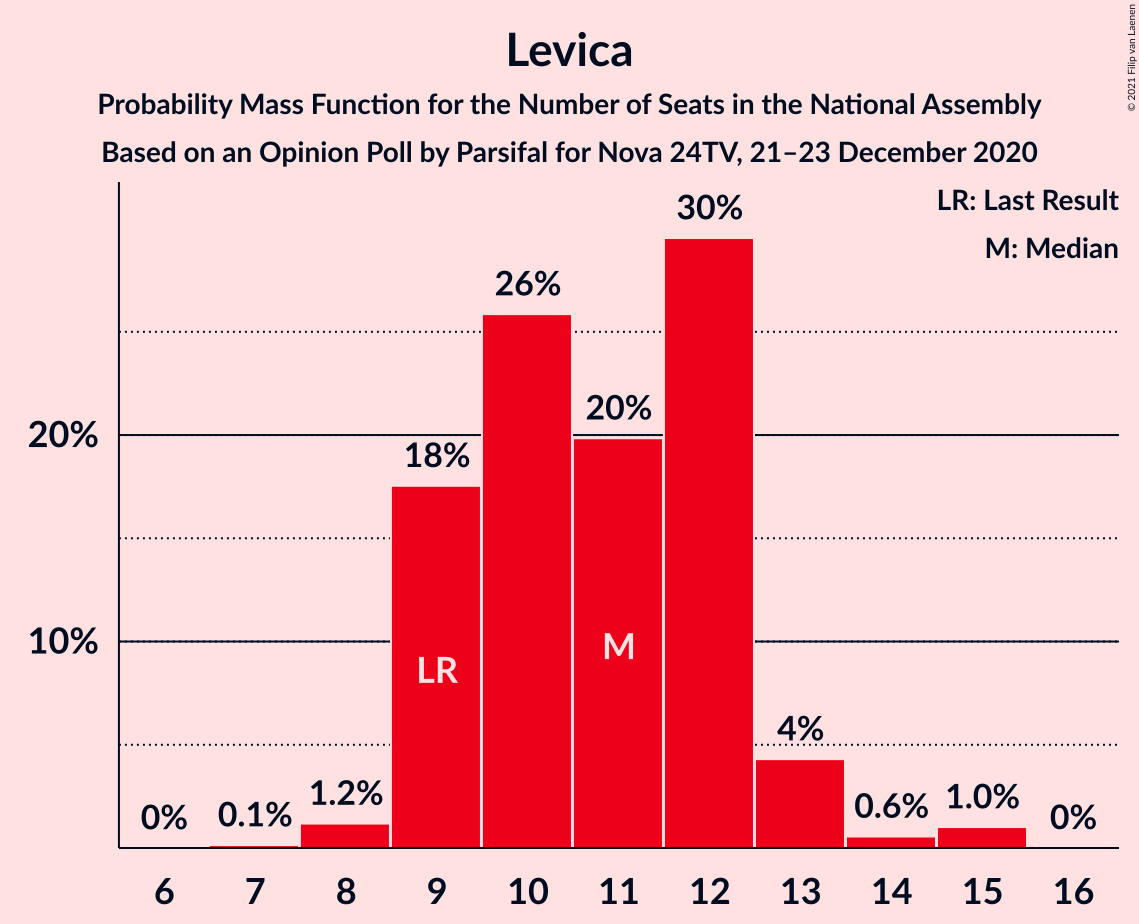 Levica
Probability Mass Function for the Number of Seats in the National Assembly
Based on an Opinion Poll by Parsifal for Nova 24TV, 21–23 December 2020
© 2021 Filip van Laenen
LR: Last Result
M: Median
30%
26%
20%
20%
18%
10%
LR
M
4%
0%
0.1%
1.2%
0.6%
1.0%
0%
6 7 8 9 10 11 12 13 14 15 16